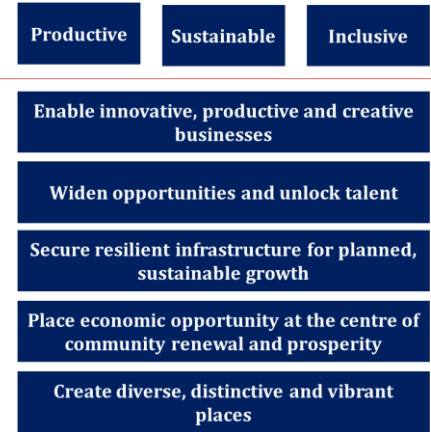 Productive
Sustainable
Inclusive
Enable innovative, productive and creative
businesses
Widen opportunities and unlock talent
Secure resilient infrastructure for planned,
sustainable growth
Place economic opportunity at the centre of
community renewal and prosperity
Create diverse, distinctive and vibrant
places